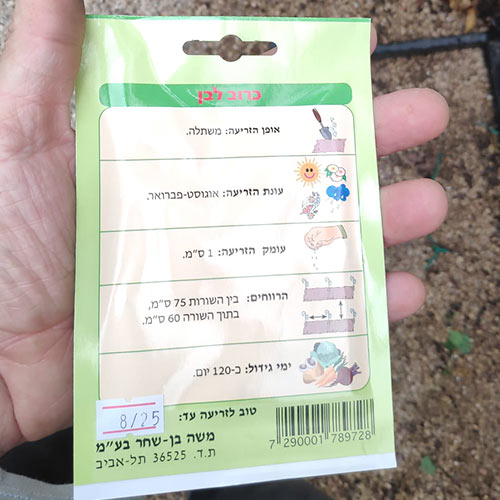 כרוב לבן
אופן הזריעה: משתלה.
עונת הזריעה: אוגוסט-פברואר.
עומק הזריעה: 1 ס"מ.
הרווחים: בין השורות 75 ס"מ,
בתוך השורה 60 ס"מ.
ימי גידול: כ-120 יום.
טוב לזריעה עד: 8/25
משה בן-שחר בע"מ
ת.ד. 36525 תל-אביב
7 290001 789728